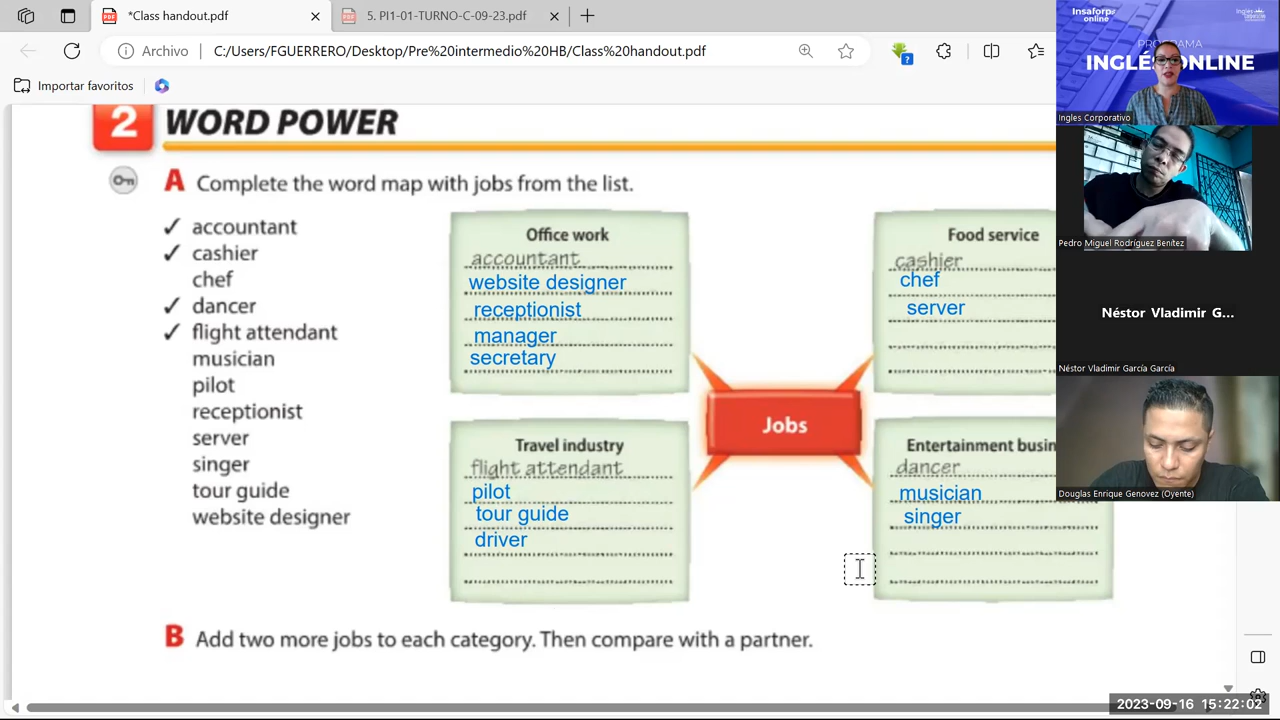 *Class handout.pdf
5.PI1-01-TURNO-C-09-23.pdf
Archivo
C:/Users/FGUERRERO/Desktop/Pre%20Intermedio%20HB/Class%20handout.pdf
Importar favoritos
2 WORD POWER
A Complete the word map with jobs from the list.
✓ accountant
✓ cashier
chef
✓ dancer
✓ flight attendant
musician
pilot
receptionist
server
singer
tour guide
website designer
Office work
accountant
website designer
receptionist
manager
secretary
Food service
cashier
chef
server
Jobs
Travel industry
flight attendant
pilot
tour guide
driver
Entertainment busin
dancer
musician
singer
B Add two more jobs to each category. Then compare with a partner.
Insaforp
online
PROGRAMA
INGLÉS ONLINE
Ingles Corporativo
Pedro Miguel Rodríguez Benítez
Néstor Vladimir G...
Néstor Vladimir García García
Douglas Enrique Genovez (Oyente)
2023-09-16 15:22:02